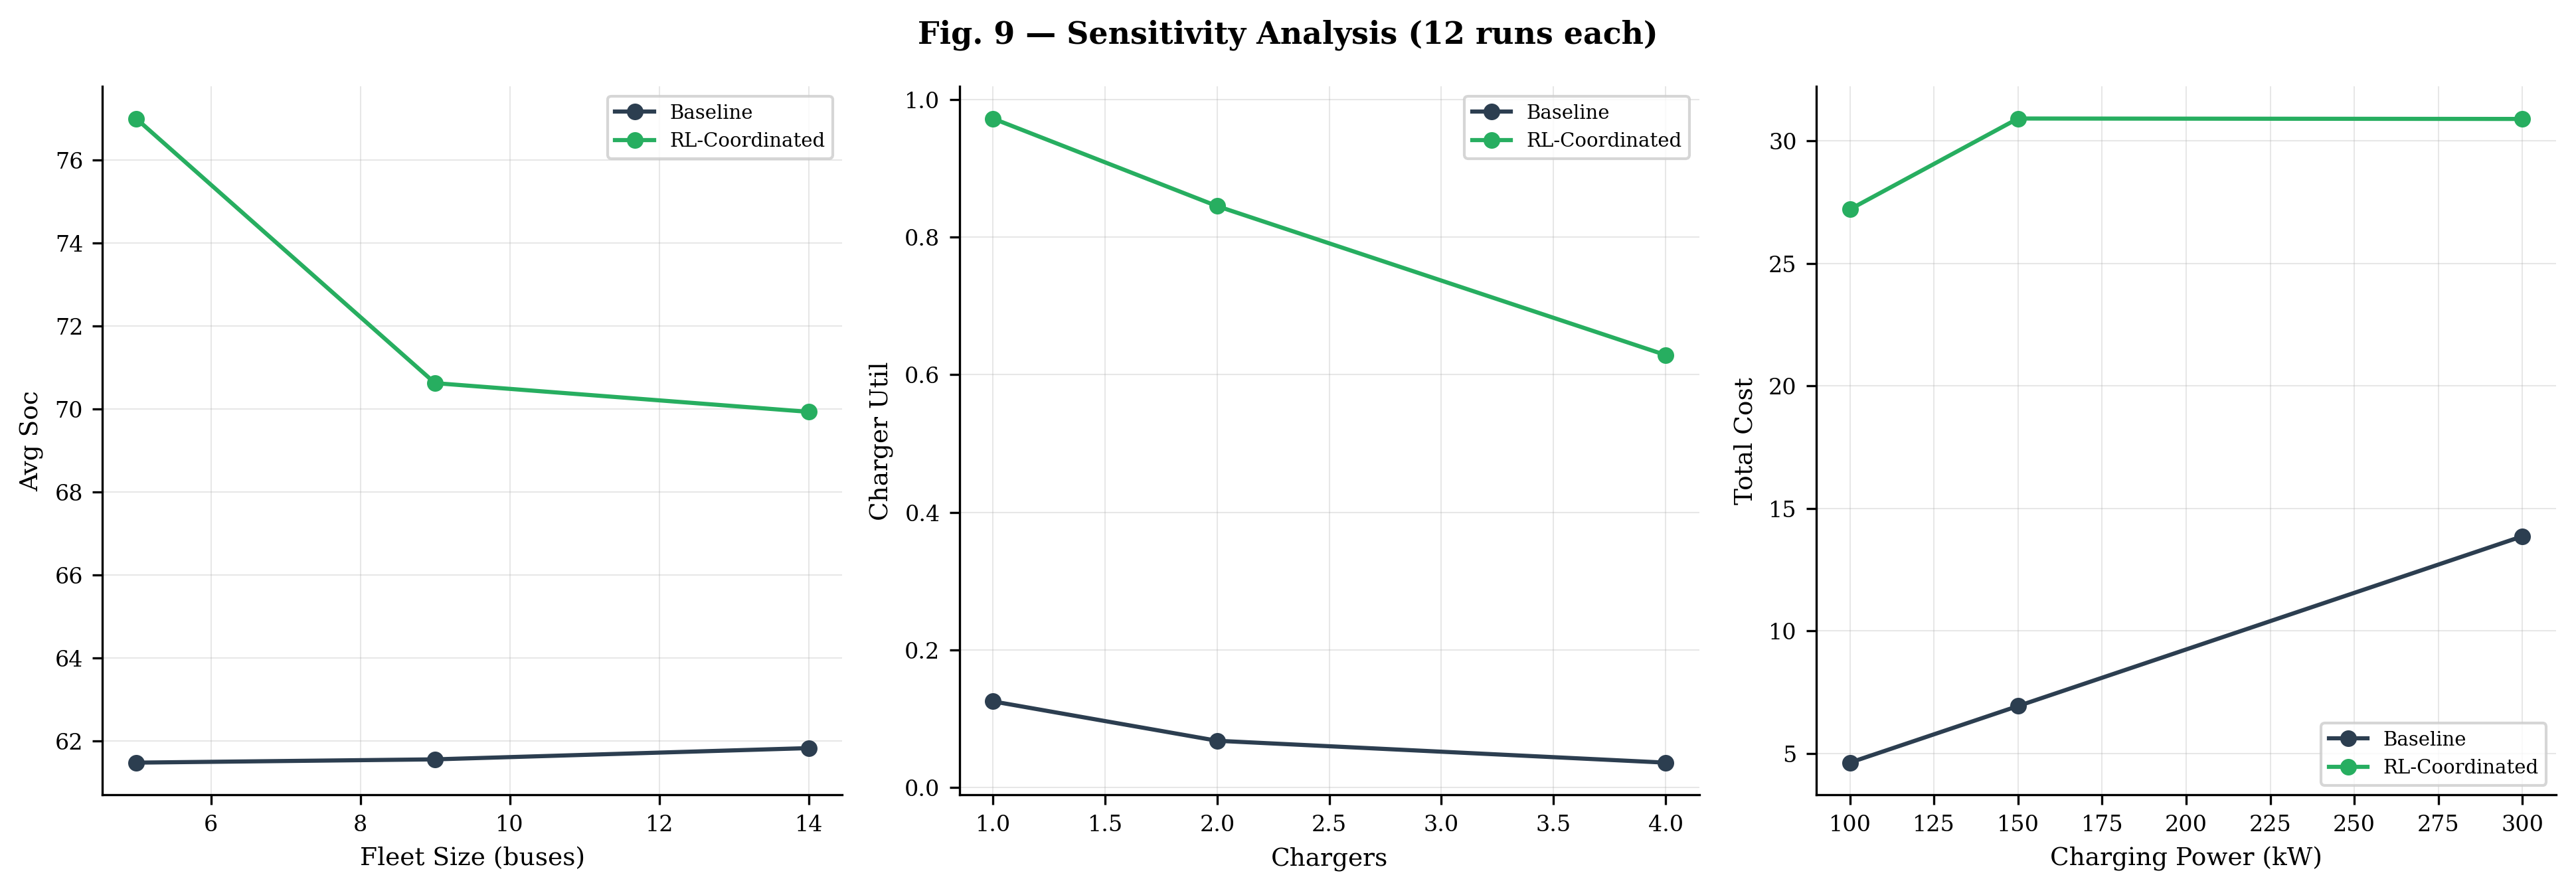 Fig. 9 — Sensitivity Analysis (12 runs each)
Avg Soc
76
74
72
70
68
66
64
62
6 8 10 12 14
Fleet Size (buses)
Baseline
RL-Coordinated
Charger Util
1.0
0.8
0.6
0.4
0.2
0.0
1.0 1.5 2.0 2.5 3.0 3.5 4.0
Chargers
Baseline
RL-Coordinated
Total Cost
30
25
20
15
10
5
100 125 150 175 200 225 250 275 300
Charging Power (kW)
Baseline
RL-Coordinated